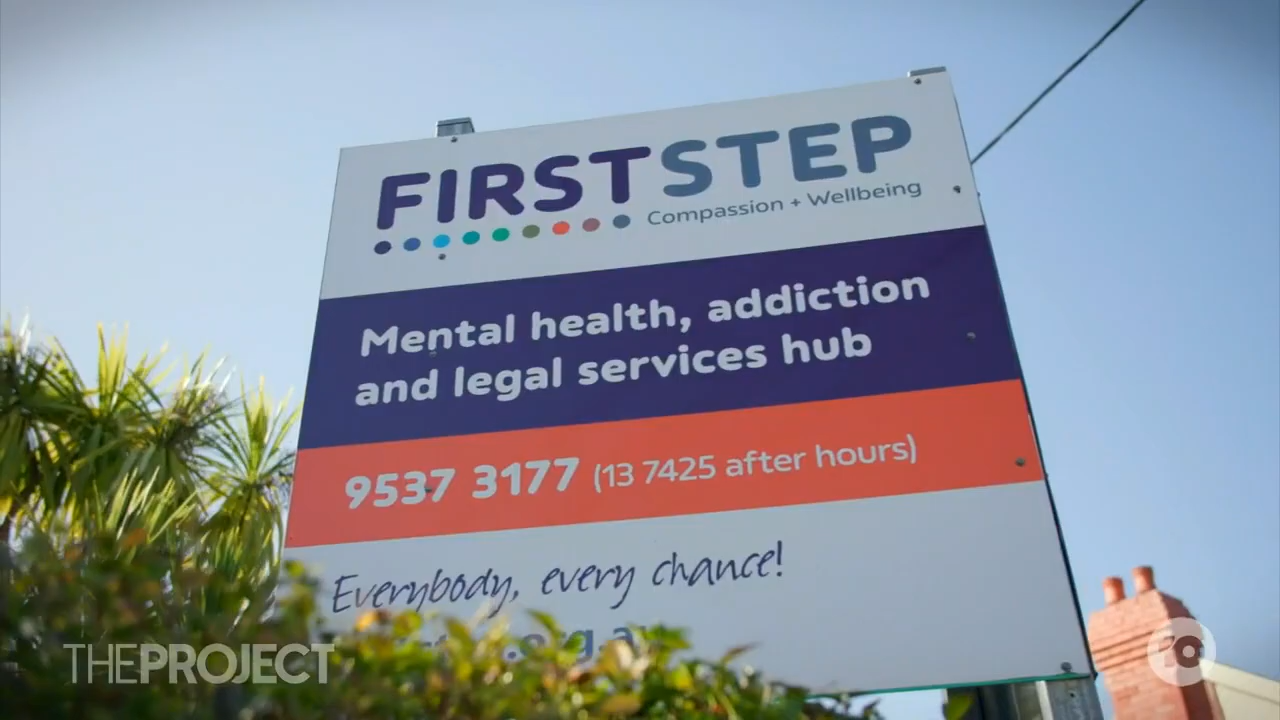 FIRSTSTEP
Compassion + Wellbeing
Mental health, addiction
and legal services hub
9537 3177 (13 7425 after hours)
Everybody, every chance!
THEPROJECT
10